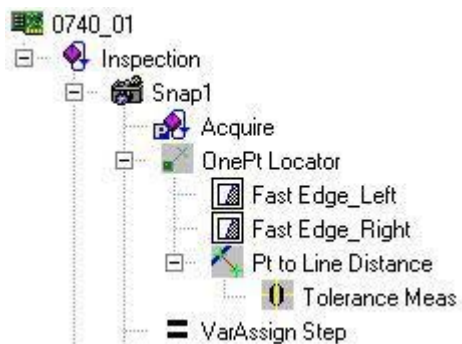 0740_01
Inspection
Snap1
Acquire
OnePt Locator
Fast Edge_Left
Fast Edge_Right
Pt to Line Distance
Tolerance Meas
VarAssign Step